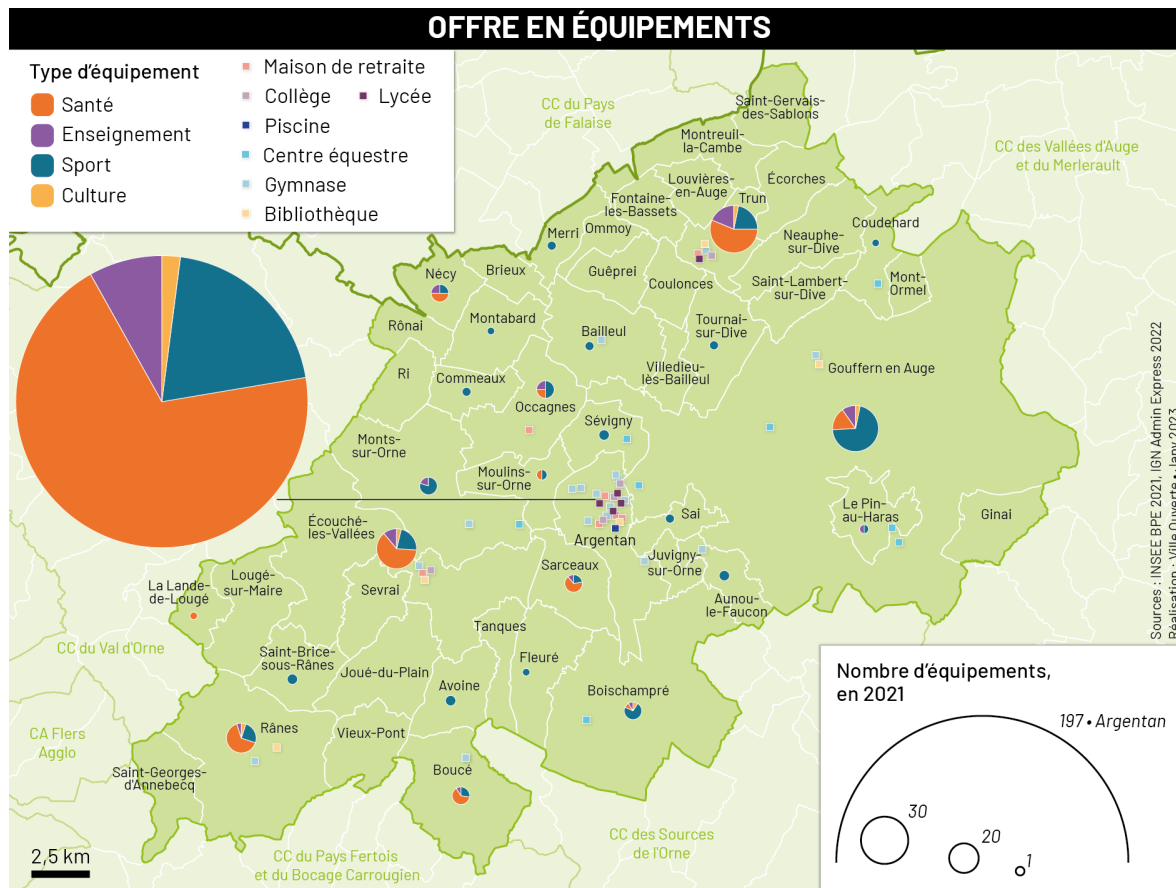 OFFRE EN ÉQUIPEMENTS
Type d'équipement
Santé
Enseignement
Sport
Culture
Maison de retraite
Collège
Lycée
Piscine
Centre équestre
Gymnase
Bibliothèque
CC du Pays
de Falaise
Saint-Gervais-
des-Sablons
Montreuil-
la-Cambe
CC des Vallées d'Auge
et du Merlerault
Louvières-
en-Auge
Écorches
Fontaine-
les-Bassets
Trun
Merri
Ommoy
Neauphe-
sur-Dive
Coudehard
Nécy
Brieux
Guêprei
Coulonces
Saint-Lambert-
sur-Dive
Mont-
Ormel
Rônai
Montabard
Bailleul
Tournai-
sur-Dive
Villedieu-
lès-Bailleul
Gouffern en Auge
Ri
Commeaux
Occagnes
Sévigny
Monts-
sur-Orne
Moulins-
sur-Orne
Écouché-
les-Vallées
Argentan
Sai
Le Pin-
au-Haras
Ginai
Juvigny-
sur-Orne
Sarceaux
Aunou-
le-Faucon
La Lande-
de-Lougé
Lougé-
sur-Maire
Sevrai
Tanques
CC du Val d'Orne
Saint-Brice-
sous-Rânes
Joué-du-Plain
Fleuré
Avoine
Boischampré
CA Flers
Agglo
Rânes
Vieux-Pont
Saint-Georges-
d'Annebecq
Boucé
CC des Sources
de l'Orne
CC du Pays Fertois
et du Bocage Carrougien
2,5 km
Nombre d'équipements,
en 2021
197 • Argentan
30
20
1
Sources : INSEE BPE 2021, IGN Admin Express 2022
Réalisation : Ville Ouverte • Janv 2023